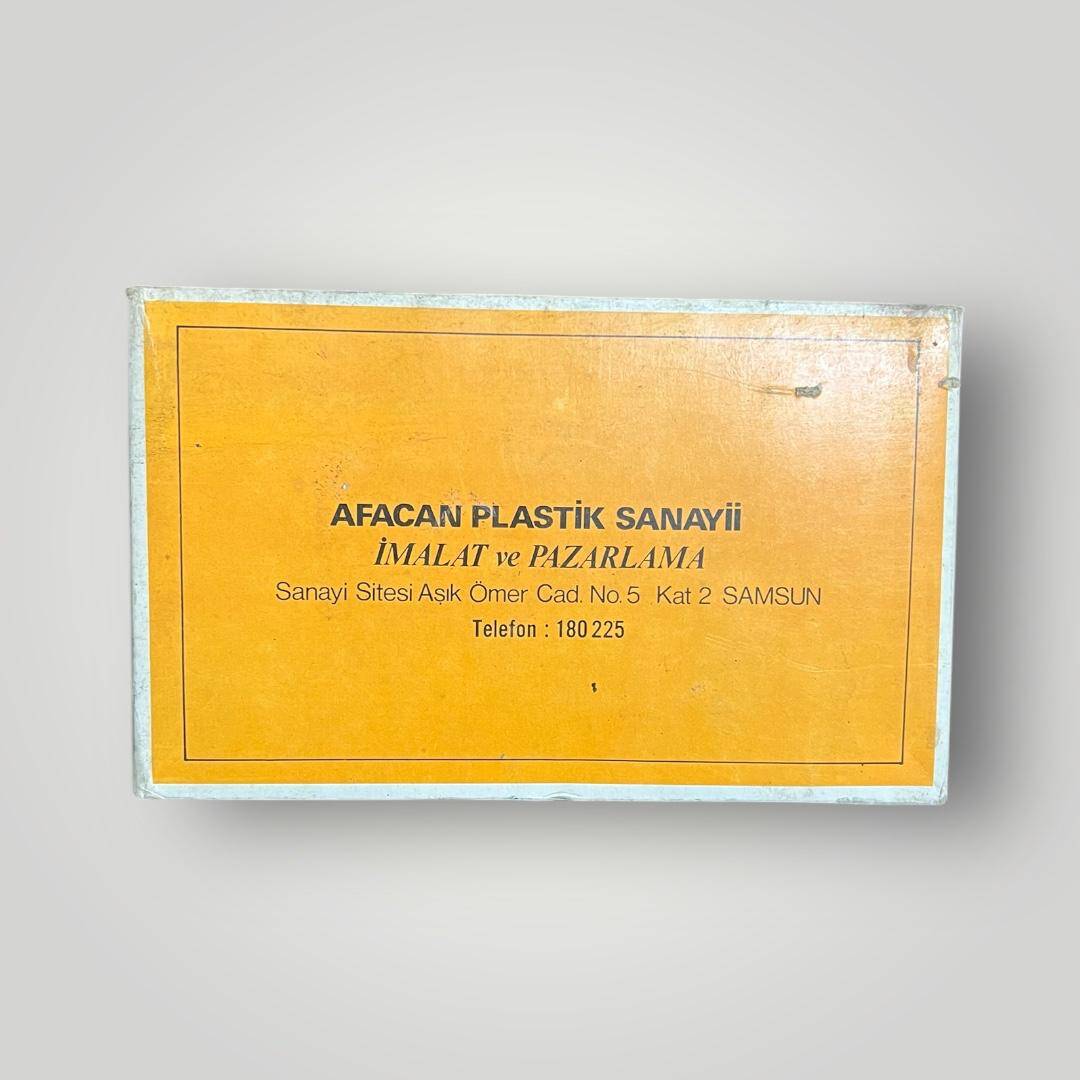 AFACAN PLASTİK SANAYİİ
İMALAT ve PAZARLAMA
Sanayi Sitesi Aşık Ömer Cad. No.5 Kat 2 SAMSUN
Telefon : 180 225